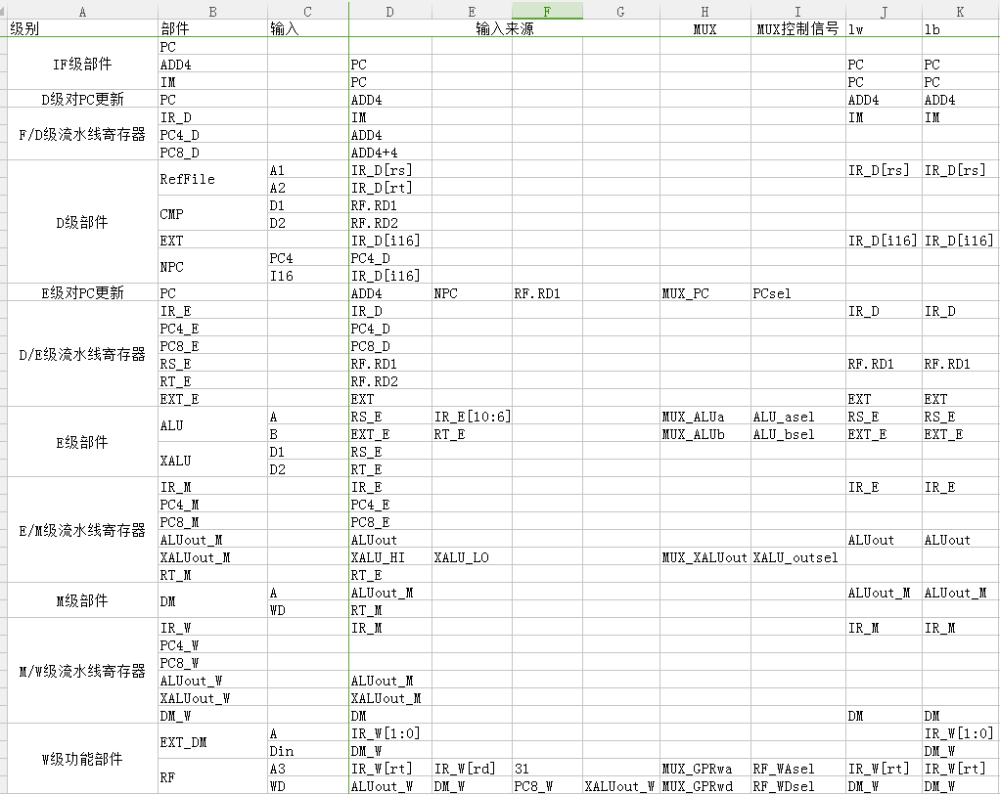 A B C D E F G H I J K
级别 部件 输入 输入来源 MUX MUX控制信号 lw lb
PC
IF级部件 ADD4 PC PC PC
IM PC PC PC
D级对PC更新 PC ADD4 ADD4 ADD4
IR_D IM IM IM
F/D级流水线寄存器 PC4_D ADD4
PC8_D ADD4+4
RefFile A1 IR_D[rs] IR_D[rs] IR_D[rs]
A2 IR_D[rt]
D级部件 CMP D1 RF.RD1
D2 RF.RD2
EXT IR_D[i16] IR_D[i16] IR_D[i16]
NPC PC4 PC4_D
I16 IR_D[i16]
E级对PC更新 PC ADD4 NPC RF.RD1 MUX_PC PCsel
IR_E IR_D IR_D IR_D
PC4_E PC4_D
D/E级流水线寄存器 PC8_E PC8_D
RS_E RF.RD1 RF.RD1 RF.RD1
RT_E RF.RD2
EXT_E EXT EXT EXT
E级部件 ALU A RS_E IR_E[10:6] MUX_ALUa ALU_asel RS_E RS_E
B EXT_E RT_E MUX_ALUb ALU_bsel EXT_E EXT_E
XALU D1 RS_E
D2 RT_E
IR_M IR_E IR_E IR_E
PC4_M PC4_E
E/M级流水线寄存器 PC8_M PC8_E
ALUout_M ALUout ALUout ALUout
XALUout_M XALU_HI XALU_LO MUX_XALUout XALU_outsel
RT_M RT_E
M级部件 DM A ALUout_M ALUout_M ALUout_M
WD RT_M
IR_W IR_M IR_M IR_M
PC4_W
M/W级流水线寄存器 PC8_W
ALUout_W ALUout_M
XALUout_W XALUout_M
DM_W DM DM DM
W级功能部件 EXT_DM A IR_W[1:0] IR_W[1:0]
Din DM_W DM_W
RF A3 IR_W[rt] IR_W[rd] 31 MUX_GPRwa RF_WAsel IR_W[rt] IR_W[rt]
WD ALUout_W DM_W PC8_W XALUout_W MUX_GPRwd RF_WDsel DM_W DM_W